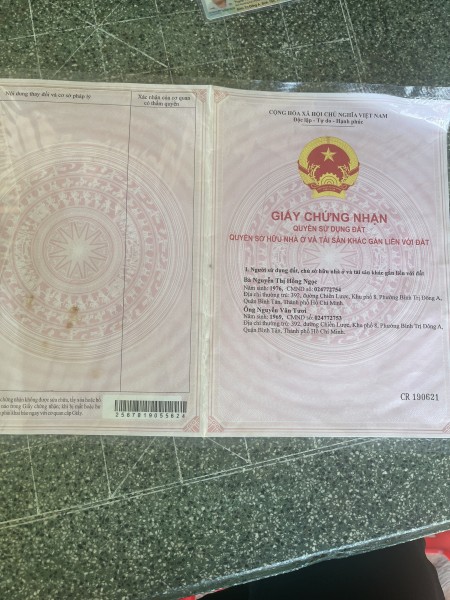 Nội dung thay đổi và cơ sở pháp lý
Xác nhận của cơ quan
có thẩm quyền
2567819055624
CỘNG HÒA XÃ HỘI CHỦ NGHĨA VIỆT NAM
Độc lập - Tự do - Hạnh phúc
GIẤY CHỨNG NHẬN
QUYỀN SỬ DỤNG ĐẤT
QUYỀN SỞ HỮU NHÀ Ở VÀ TÀI SẢN KHÁC GẮN LIỀN VỚI ĐẤT
I. Người sử dụng đất, chủ sở hữu nhà ở và tài sản khác gắn liền với đất
Bà Nguyễn Thị Hồng Ngọc
Năm sinh: 1976, CMND số: 024772754
Địa chỉ thường trú: 392, đường Chiến Lược, Khu phố 8, Phường Bình Trị Đông A,
Quận Bình Tân, Thành phố Hồ Chí Minh.
Ông Nguyễn Văn Tươi
Năm sinh: 1969, CMND số: 024772753
Địa chỉ thường trú: 392, đường Chiến Lược, Khu phố 8, Phường Bình Trị Đông A,
Quận Bình Tân, Thành phố Hồ Chí Minh.
CR 190621